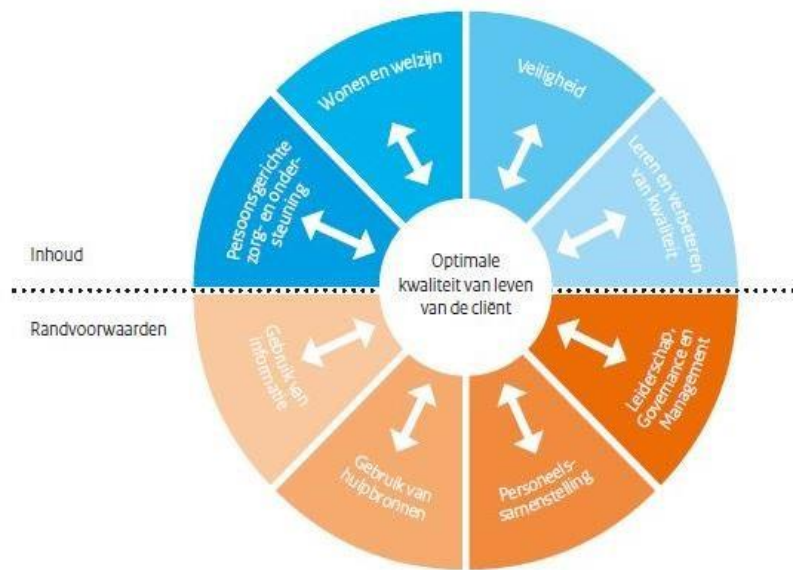 Wonen en welzijn
Veiligheid
Persoonsgerichte
zorg- en onder-
steuning
Leren en verbeteren
van kwaliteit
Inhoud
Optimale
kwaliteit van leven
van de cliënt
Randvoorwaarden
Gebruik van
informatie
Leiderschap,
Governance en
Management
Gebruik van
hulpbronnen
Personeels-
samenstelling